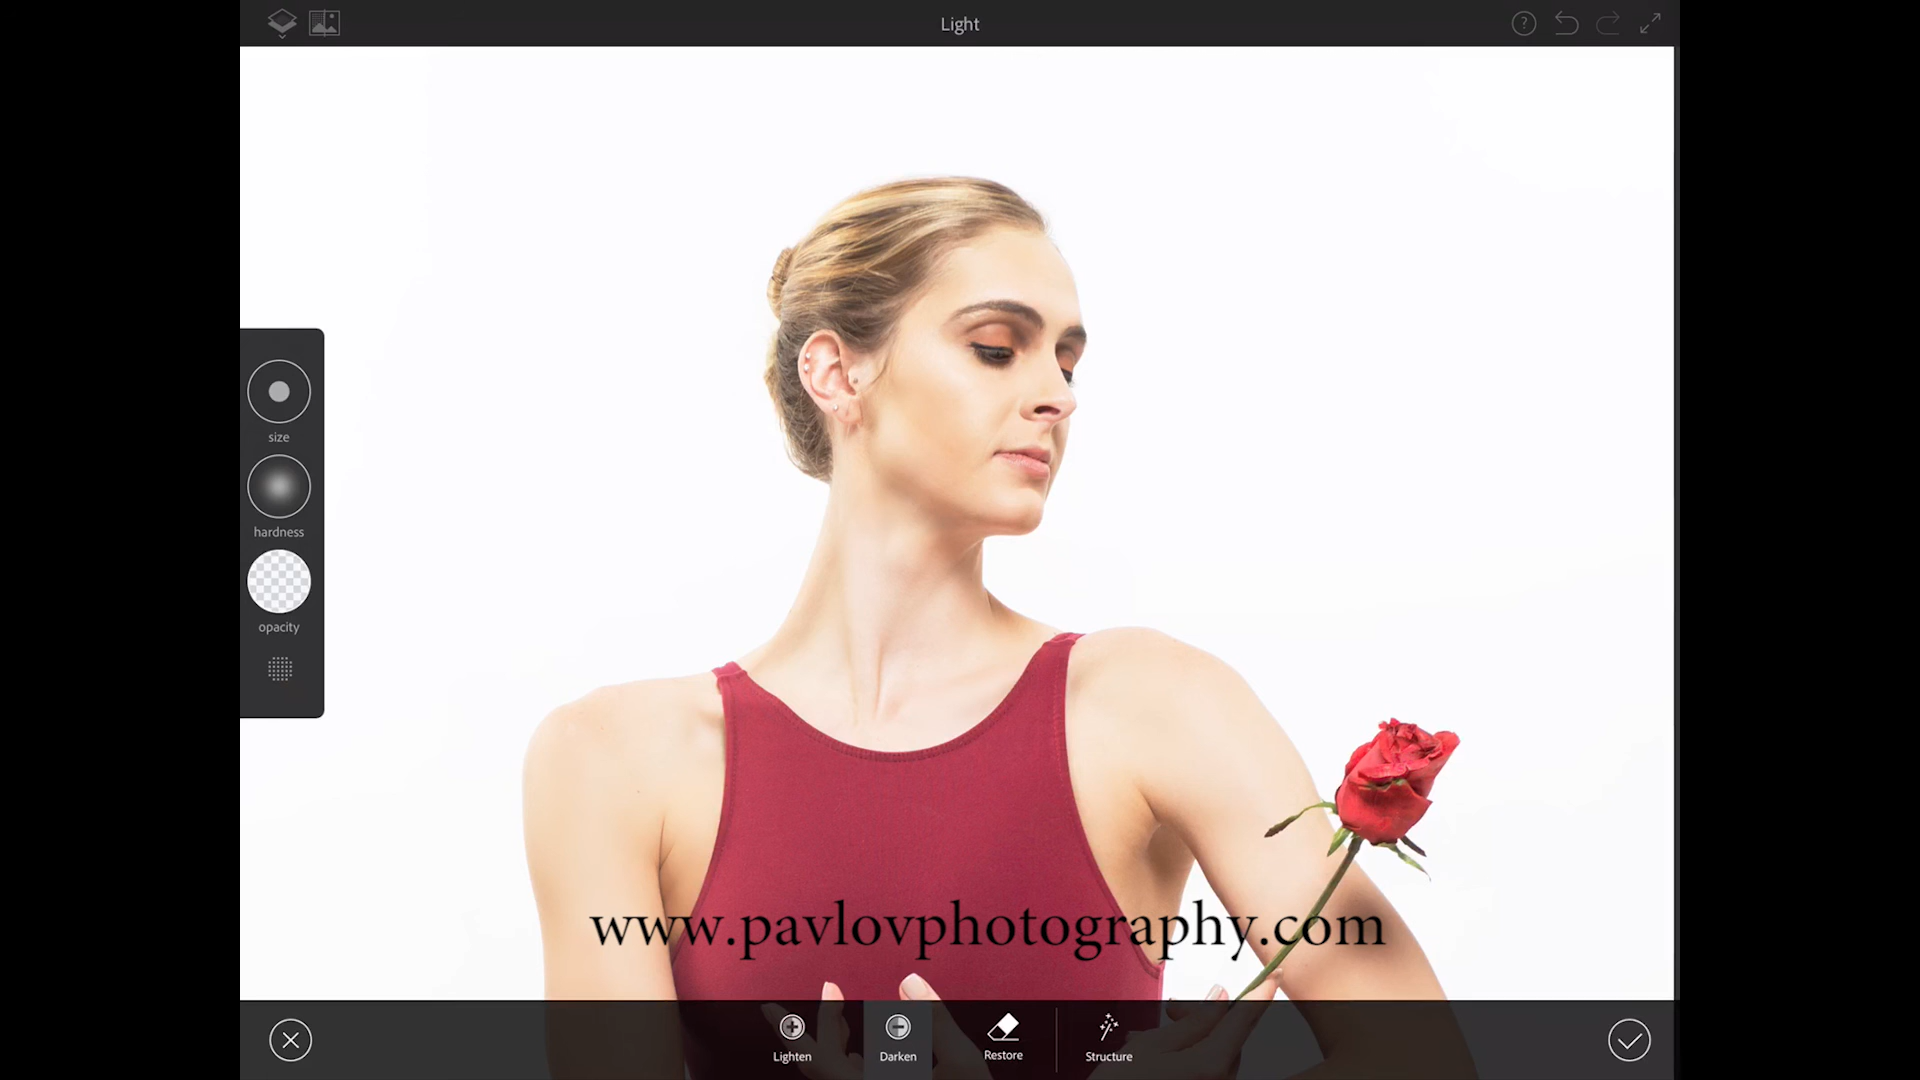 Light
?
size
hardness
opacity
www.pavlovphotography.com
Lighten
Darken
Restore
Structure